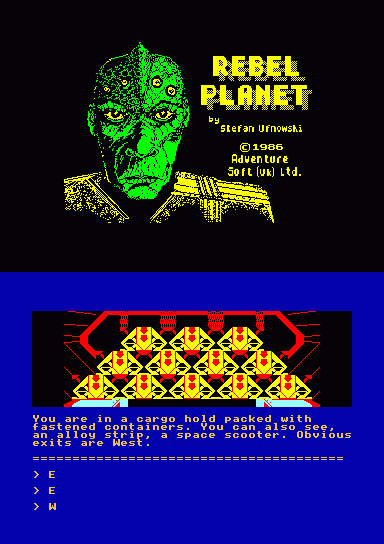 REBEL
PLANET
by
Stefan Ufnowski
©1986
Adventure
Soft (UK) Ltd.
You are in a cargo hold packed with
fastened containers. You can also see,
an alloy strip, a space scooter. Obvious
exits are West.
========================================
> E
> E
> W